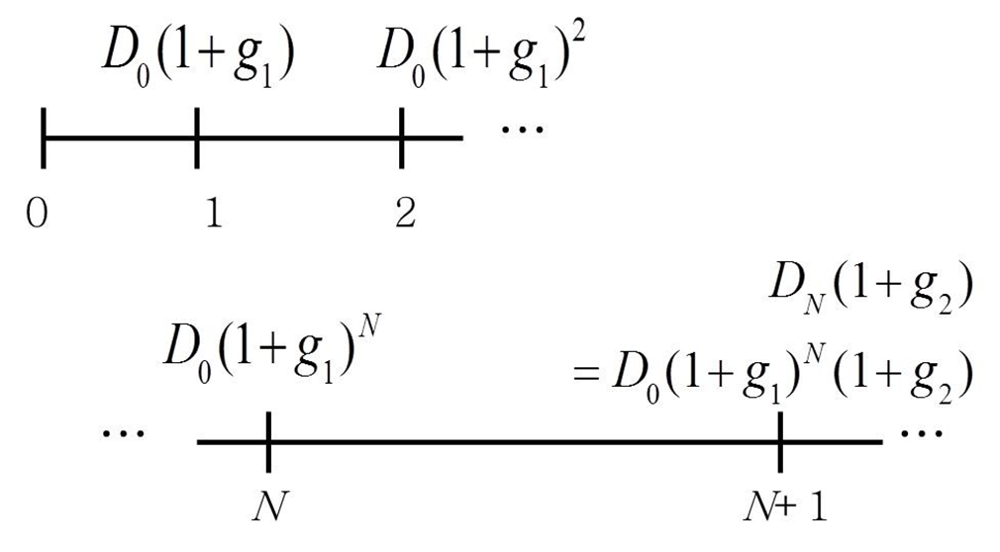 D₀(1+g₁) D₀(1+g₁)²
...
0 1 2
D_N(1+g₂)
D₀(1+g₁)^N
=D₀(1+g₁)^N(1+g₂)
... ...
N N+1